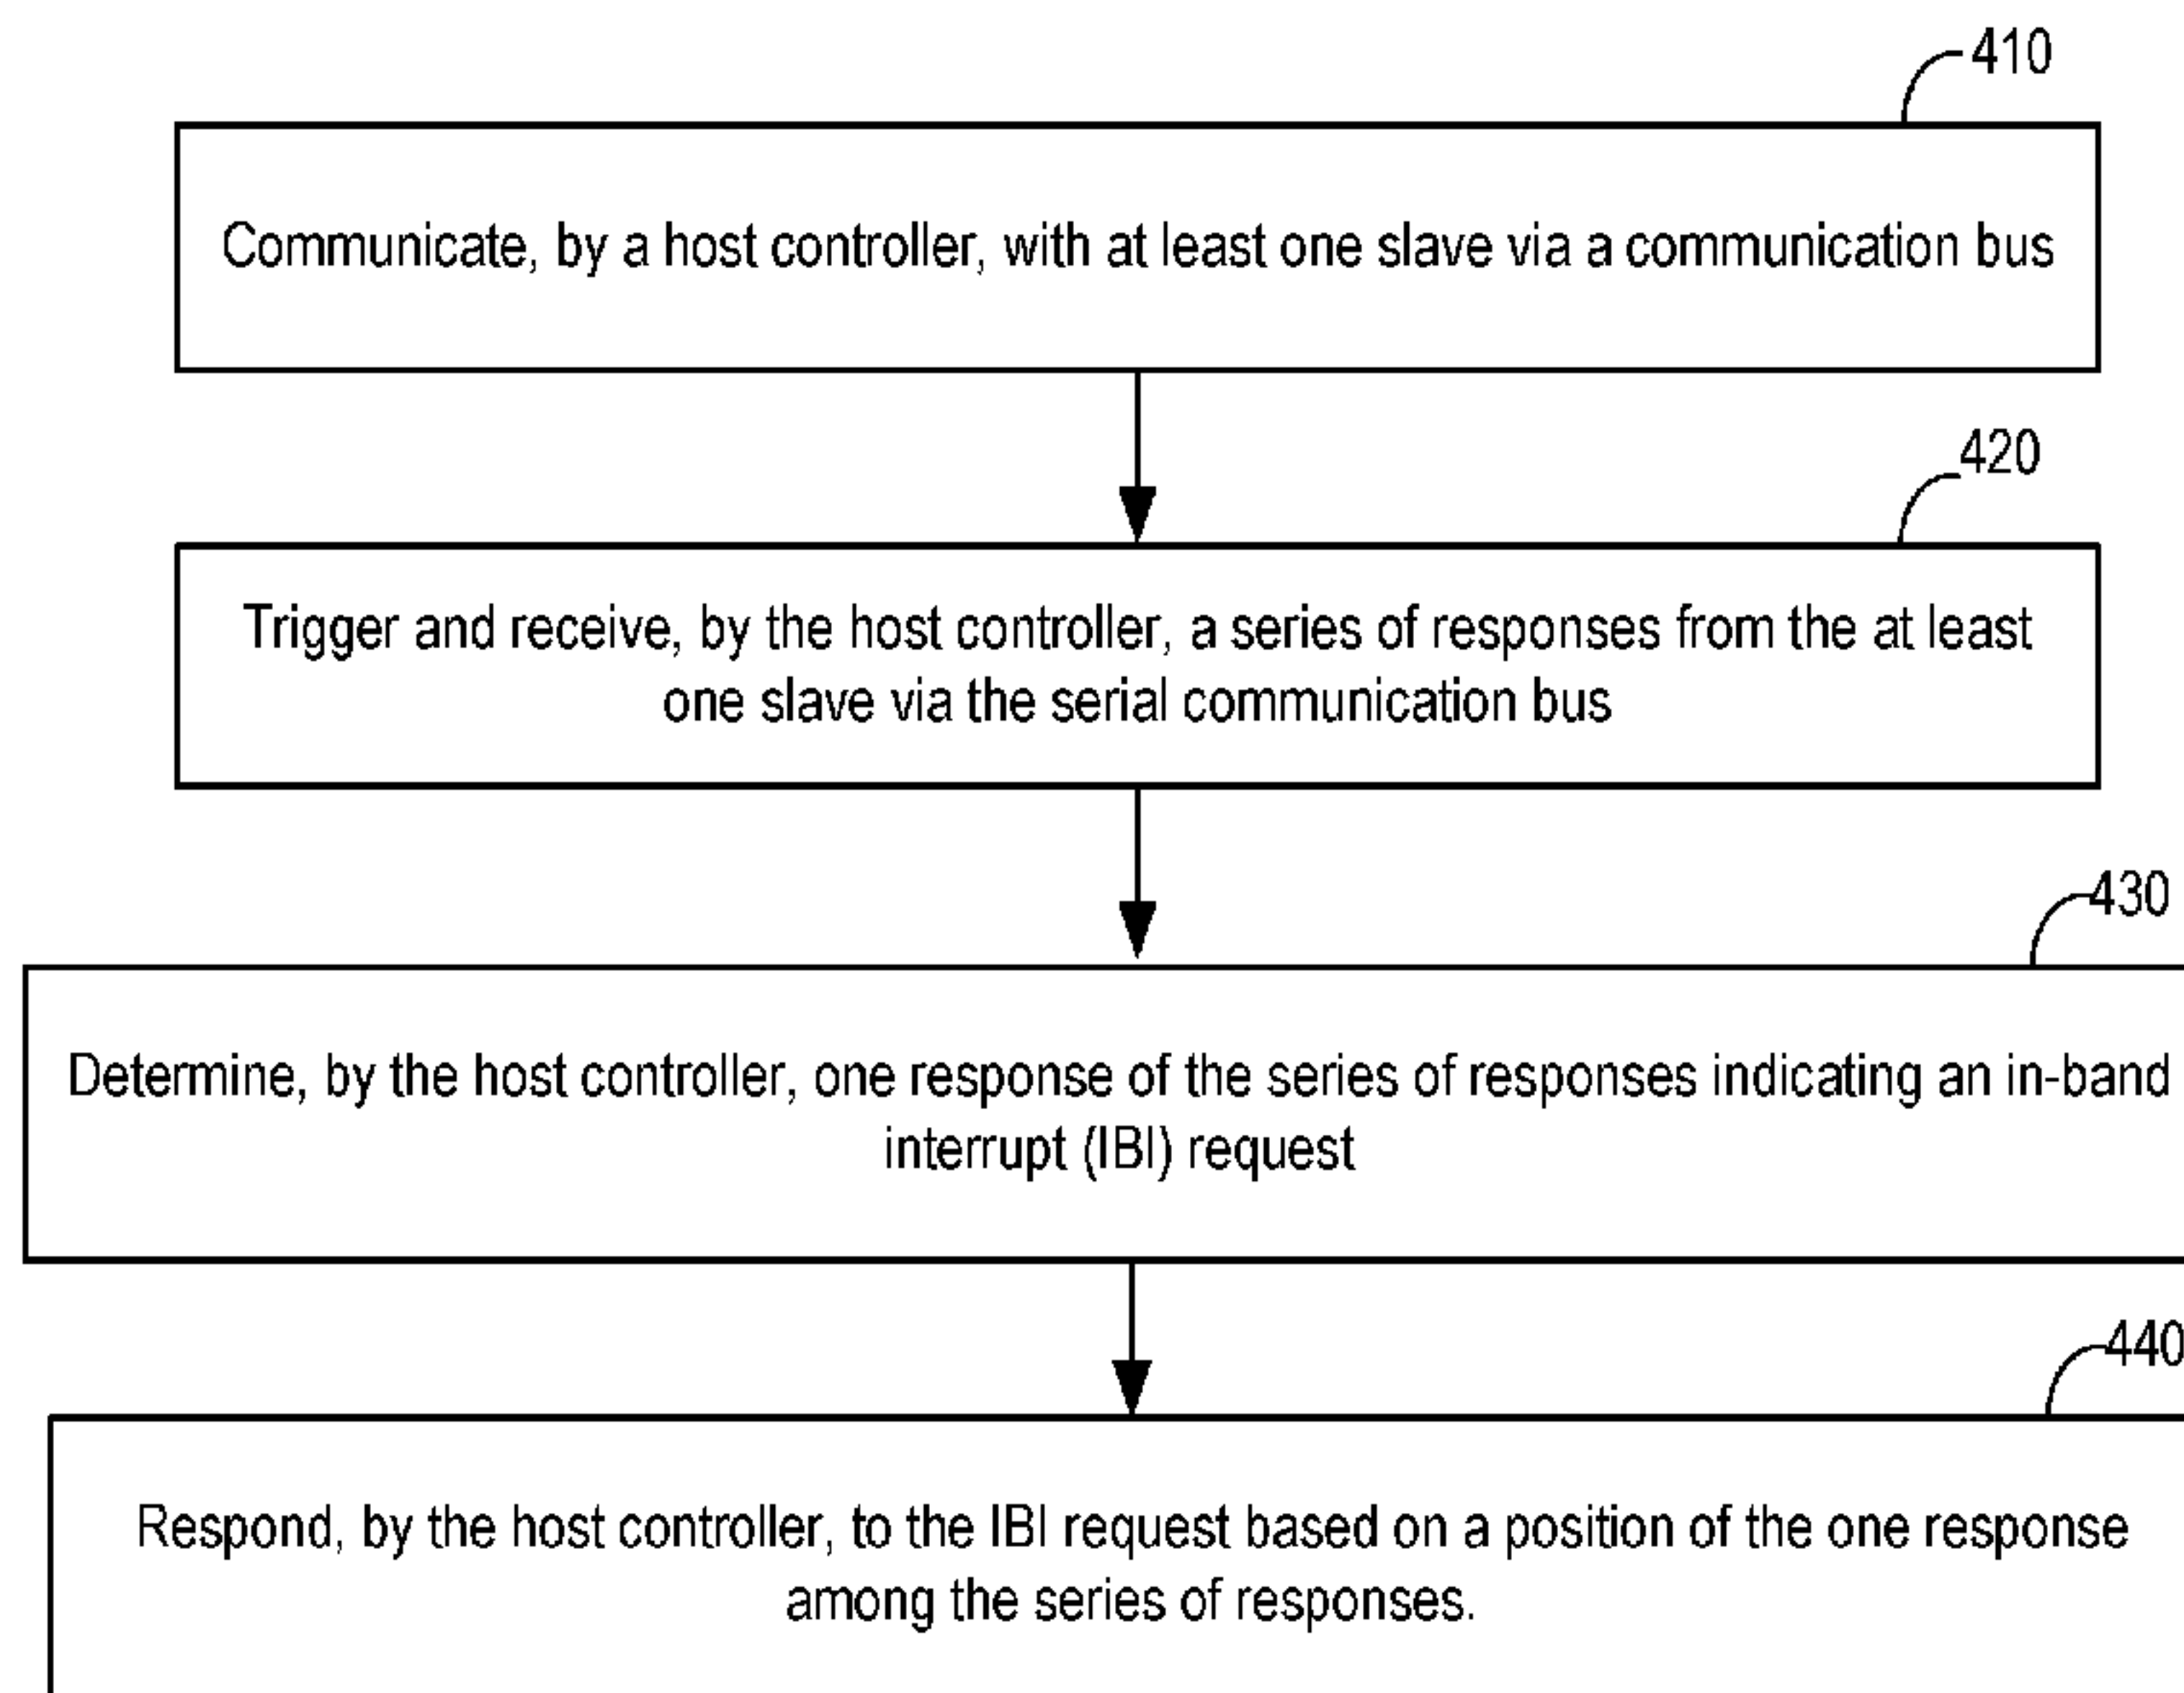 410
Communicate, by a host controller, with at least one slave via a communication bus
420
Trigger and receive, by the host controller, a series of responses from the at least
one slave via the serial communication bus
430
Determine, by the host controller, one response of the series of responses indicating an in-band
interrupt (IBI) request
440
Respond, by the host controller, to the IBI request based on a position of the one response
among the series of responses.